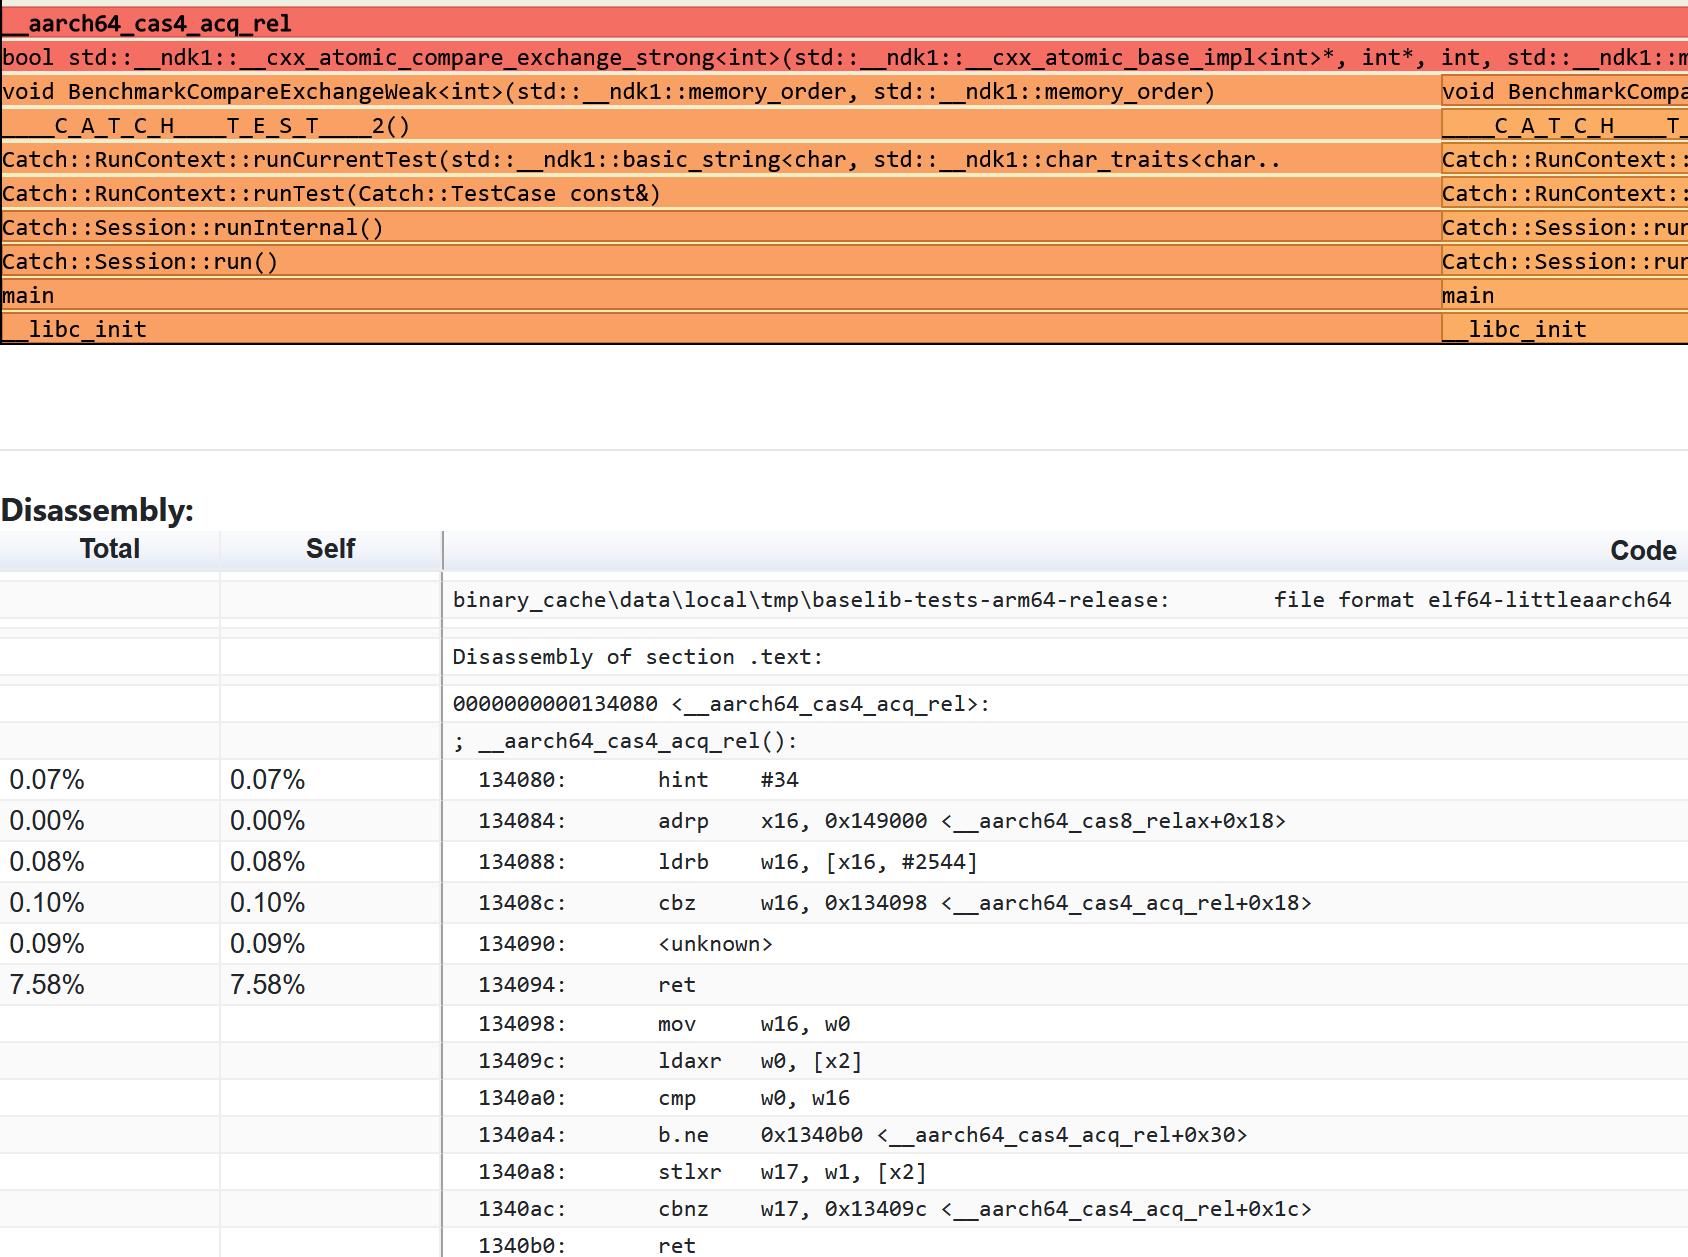 __aarch64_cas4_acq_rel
bool std::__ndk1::__cxx_atomic_compare_exchange_strong<int>(std::__ndk1::__cxx_atomic_base_impl<int>*, int*, int, std::__ndk1::m
void BenchmarkCompareExchangeWeak<int>(std::__ndk1::memory_order, std::__ndk1::memory_order) void BenchmarkCompa
____C_A_T_C_H____T_E_S_T____2() ____C_A_T_C_H____T_
Catch::RunContext::runCurrentTest(std::__ndk1::basic_string<char, std::__ndk1::char_traits<char.. Catch::RunContext::
Catch::RunContext::runTest(Catch::TestCase const&) Catch::RunContext::
Catch::Session::runInternal() Catch::Session::run
Catch::Session::run() Catch::Session::run
main main
__libc_init __libc_init
Disassembly:
Total Self Code
binary_cache\data\local\tmp\baselib-tests-arm64-release: file format elf64-littleaarch64
Disassembly of section .text:
0000000000134080 <__aarch64_cas4_acq_rel>:
; __aarch64_cas4_acq_rel():
0.07% 0.07% 134080: hint #34
0.00% 0.00% 134084: adrp x16, 0x149000 <__aarch64_cas8_relax+0x18>
0.08% 0.08% 134088: ldrb w16, [x16, #2544]
0.10% 0.10% 13408c: cbz w16, 0x134098 <__aarch64_cas4_acq_rel+0x18>
0.09% 0.09% 134090: <unknown>
7.58% 7.58% 134094: ret
134098: mov w16, w0
13409c: ldaxr w0, [x2]
1340a0: cmp w0, w16
1340a4: b.ne 0x1340b0 <__aarch64_cas4_acq_rel+0x30>
1340a8: stlxr w17, w1, [x2]
1340ac: cbnz w17, 0x13409c <__aarch64_cas4_acq_rel+0x1c>
1340b0: ret